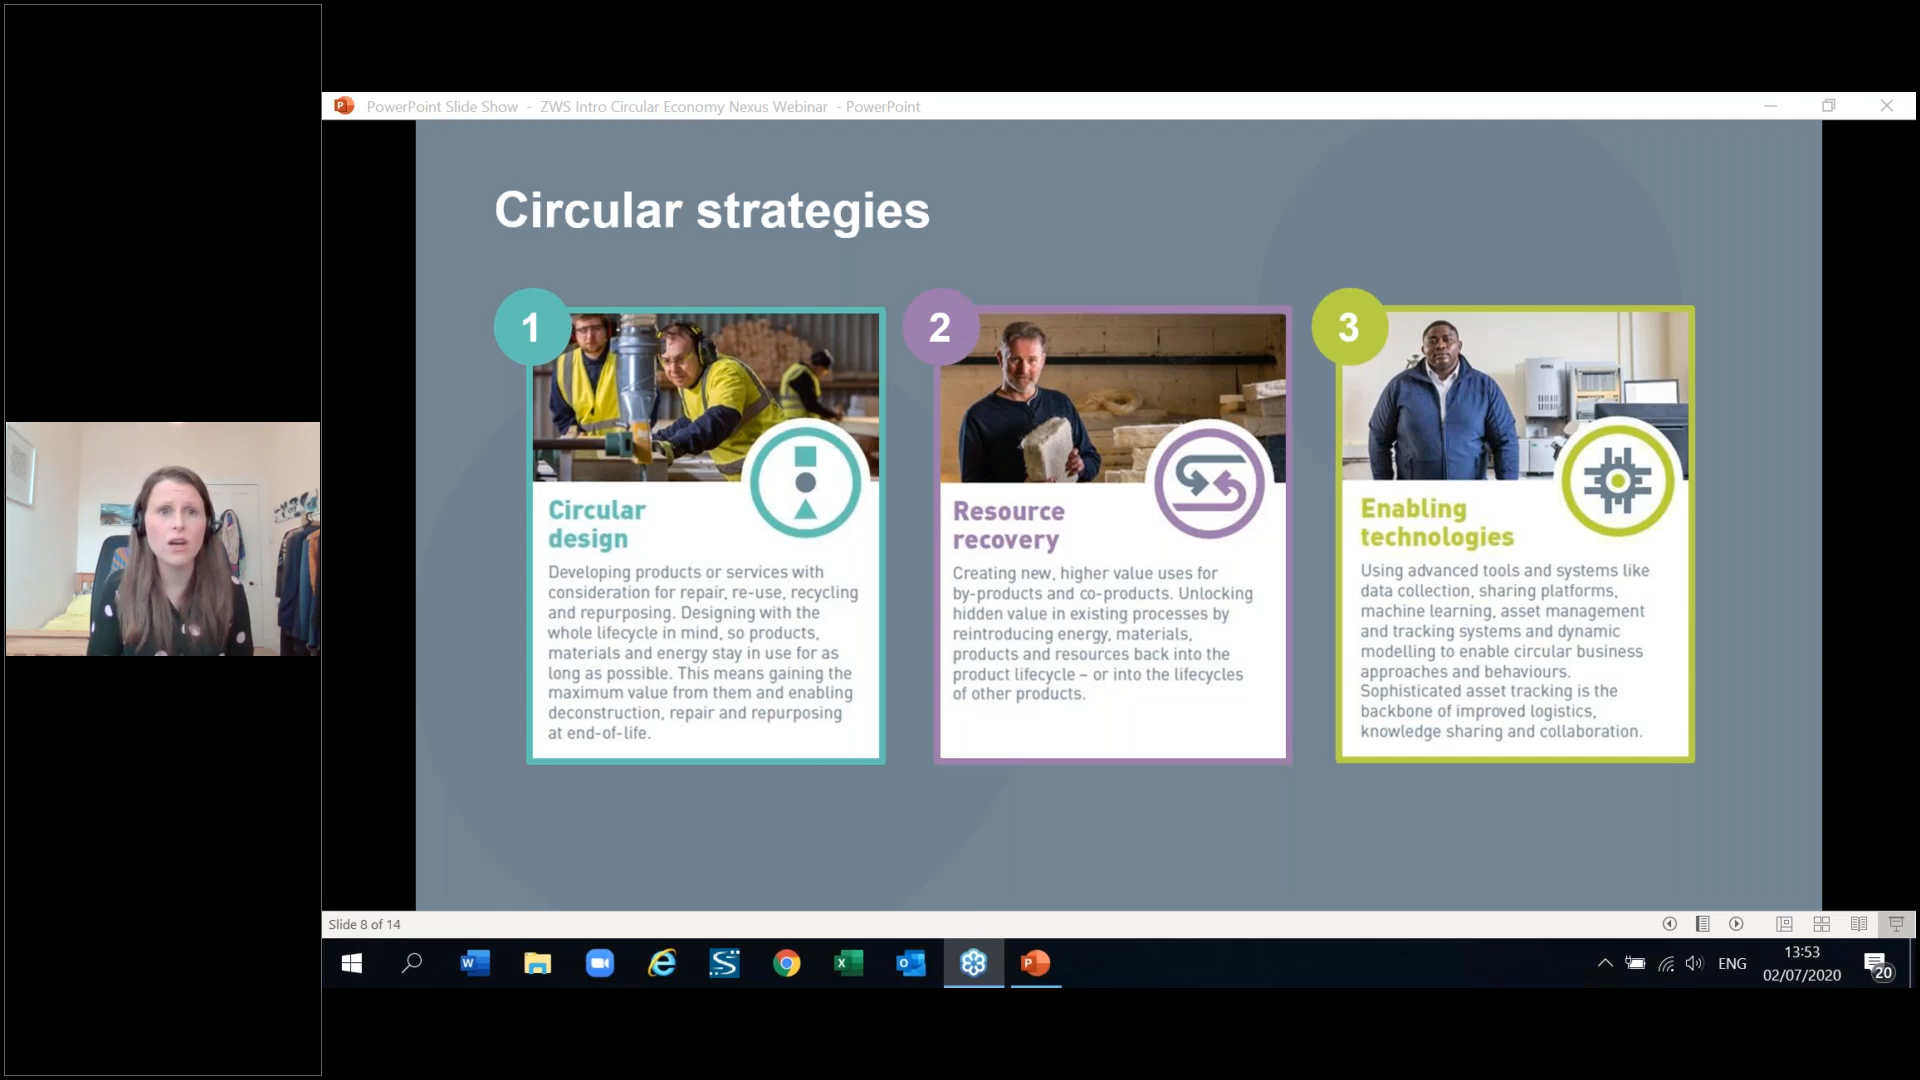 PowerPoint Slide Show - ZWS Intro Circular Economy Nexus Webinar - PowerPoint
Circular strategies
1
Circular
design
Developing products or services with
consideration for repair, re-use, recycling
and repurposing. Designing with the
whole lifecycle in mind, so products,
materials and energy stay in use for as
long as possible. This means gaining the
maximum value from them and enabling
deconstruction, repair and repurposing
at end-of-life.
2
Resource
recovery
Creating new, higher value uses for
by-products and co-products. Unlocking
hidden value in existing processes by
reintroducing energy, materials,
products and resources back into the
product lifecycle – or into the lifecycles
of other products.
3
Enabling
technologies
Using advanced tools and systems like
data collection, sharing platforms,
machine learning, asset management
and tracking systems and dynamic
modelling to enable circular business
approaches and behaviours.
Sophisticated asset tracking is the
backbone of improved logistics,
knowledge sharing and collaboration.
Slide 8 of 14
ENG
13:53
02/07/2020
20